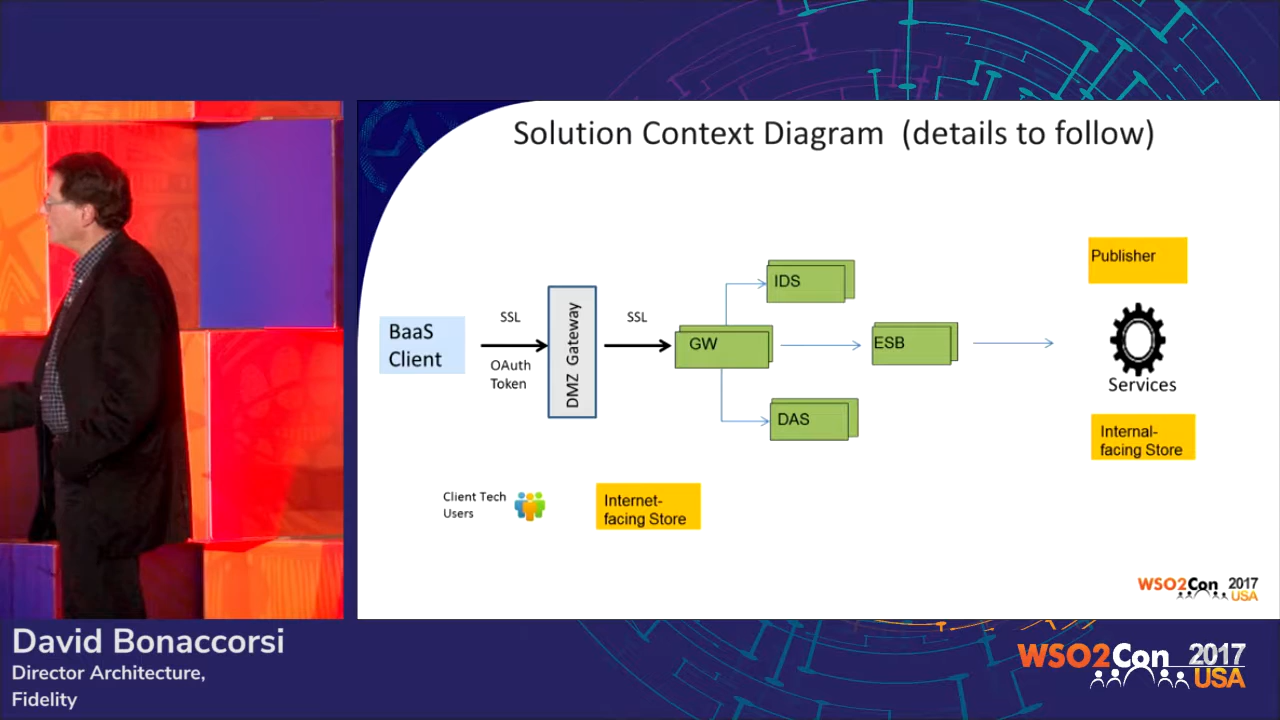 Solution Context Diagram (details to follow)
Publisher
IDS
SSL
SSL
BaaS
Client
DMZ Gateway
GW
ESB
OAuth
Token
Services
DAS
Internal-
facing Store
Client Tech
Users
Internet-
facing Store
WSO2Con 2017
USA
David Bonaccorsi
Director Architecture,
Fidelity
WSO2Con 2017
USA